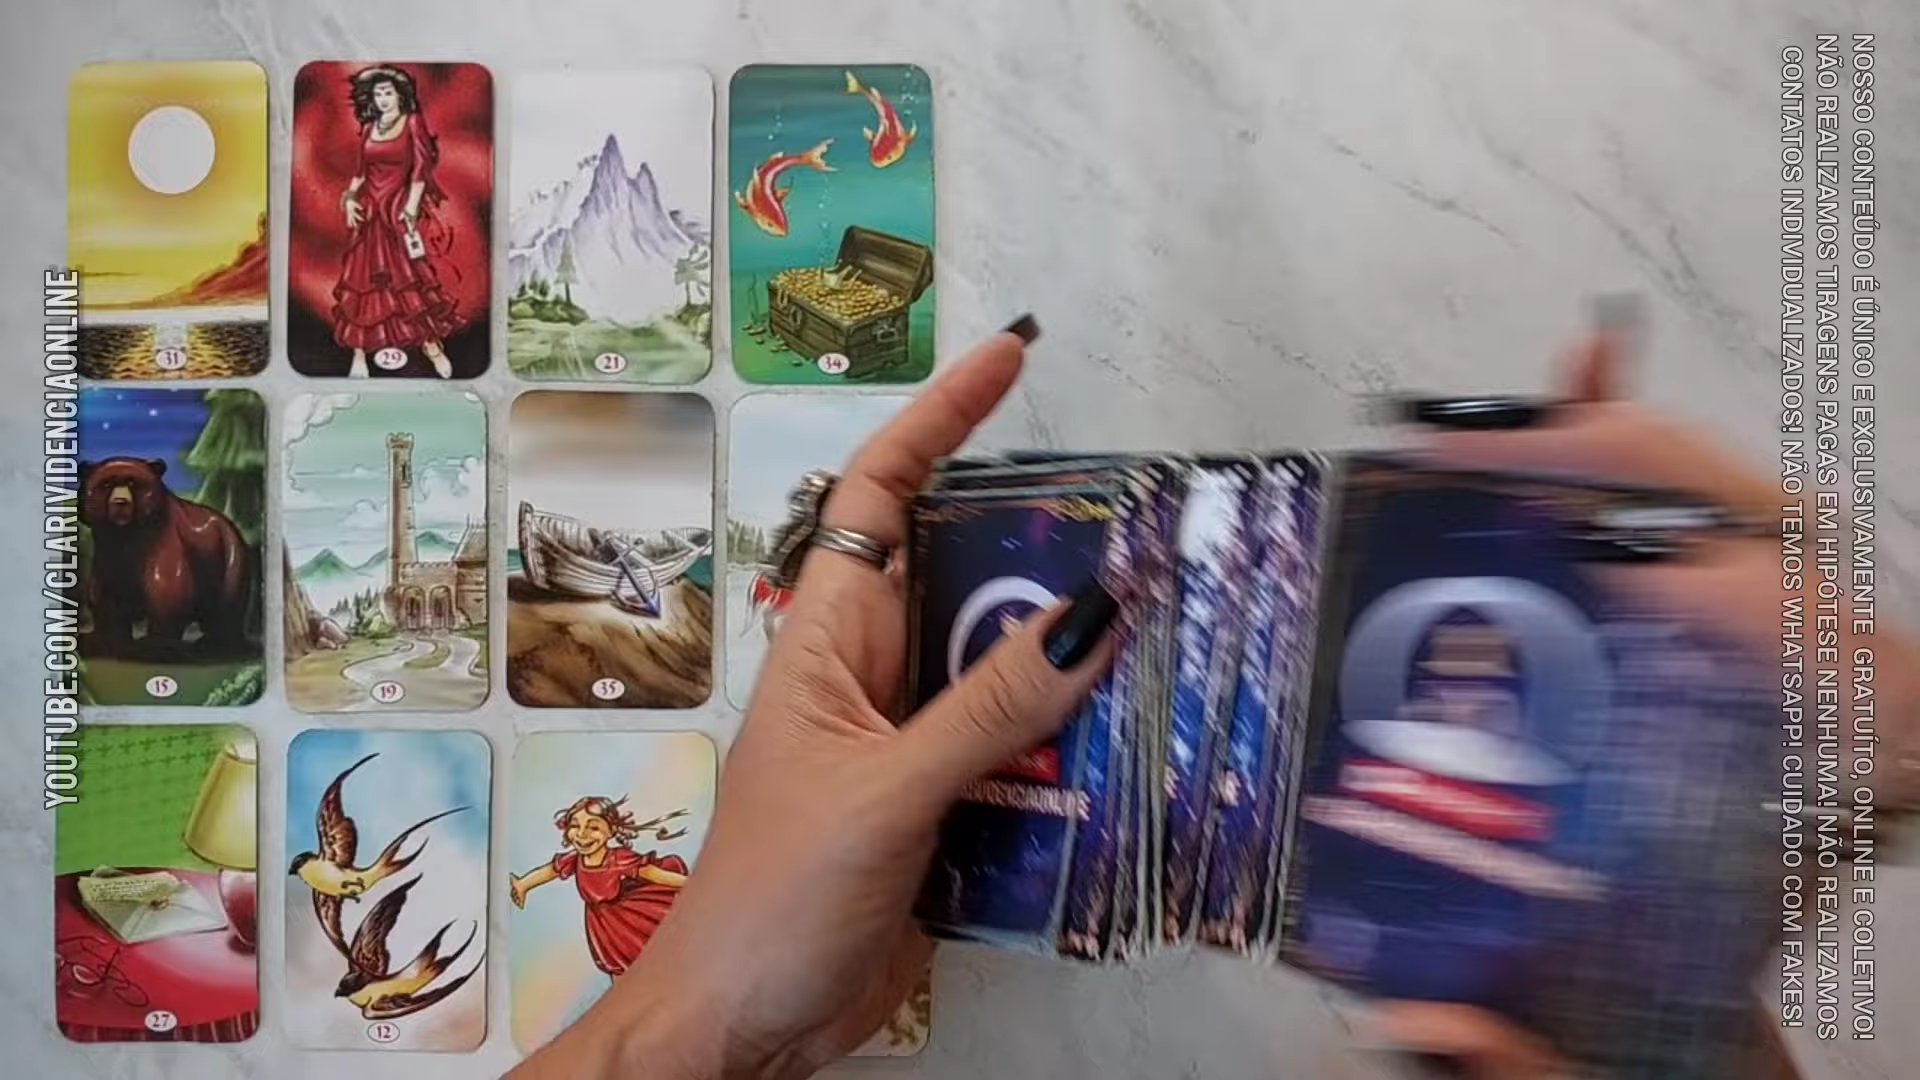 YOUTUBE.COM/CLARIVIDENCIAONLINE
NOSSO CONTEÚDO É ÚNICO E EXCLUSIVAMENTE GRATUÍTO, ONLINE E COLETIVO!
NÃO REALIZAMOS TIRAGENS PAGAS EM HIPÓTESE NENHUMA! NÃO REALIZAMOS
CONTATOS INDIVIDUALIZADOS! NÃO TEMOS WHATSAPP! CUIDADO COM FAKES!
31
29
21
34
15
19
35
27
12